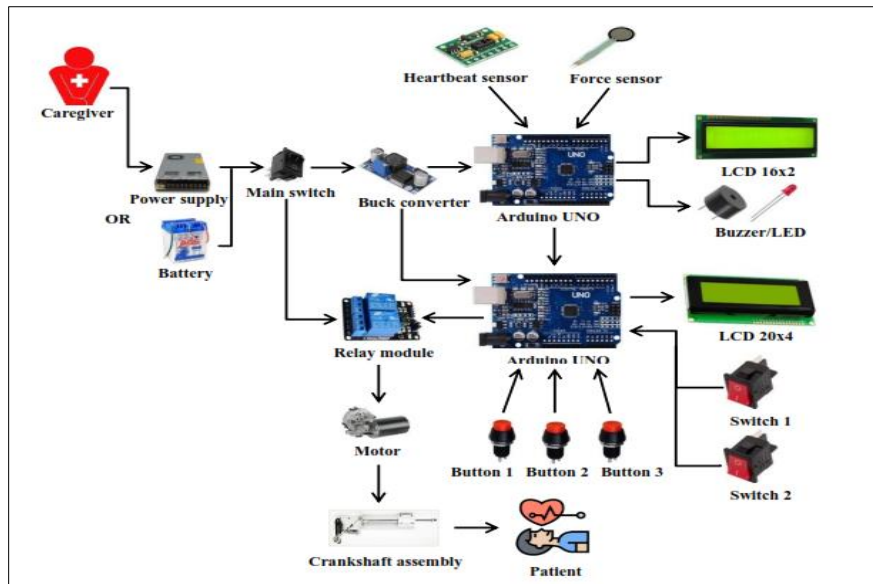 Heartbeat sensor
Force sensor
Caregiver
LCD 16x2
Power supply
Main switch
Buck converter
UNO
Arduino UNO
OR
Buzzer/LED
Battery
UNO
LCD 20x4
Relay module
Arduino UNO
Switch 1
Motor
Button 1
Button 2
Button 3
Switch 2
Crankshaft assembly
Patient